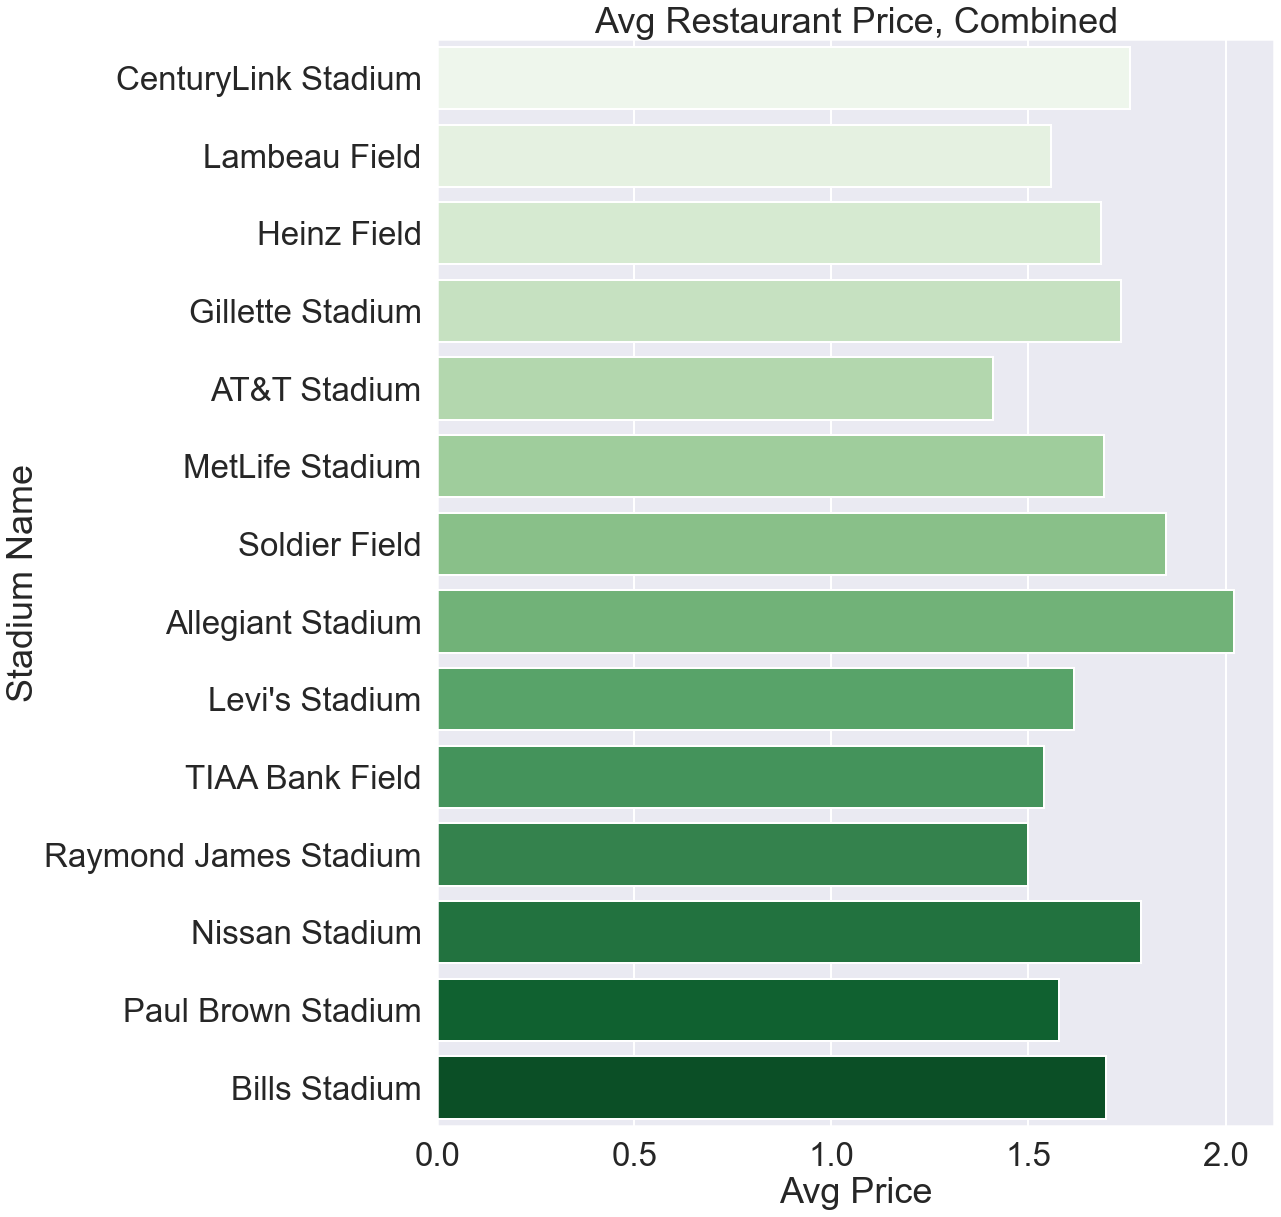 Avg Restaurant Price, Combined
CenturyLink Stadium
Lambeau Field
Heinz Field
Gillette Stadium
AT&T Stadium
MetLife Stadium
Soldier Field
Allegiant Stadium
Levi's Stadium
TIAA Bank Field
Raymond James Stadium
Nissan Stadium
Paul Brown Stadium
Bills Stadium
Stadium Name
0.0 0.5 1.0 1.5 2.0
Avg Price